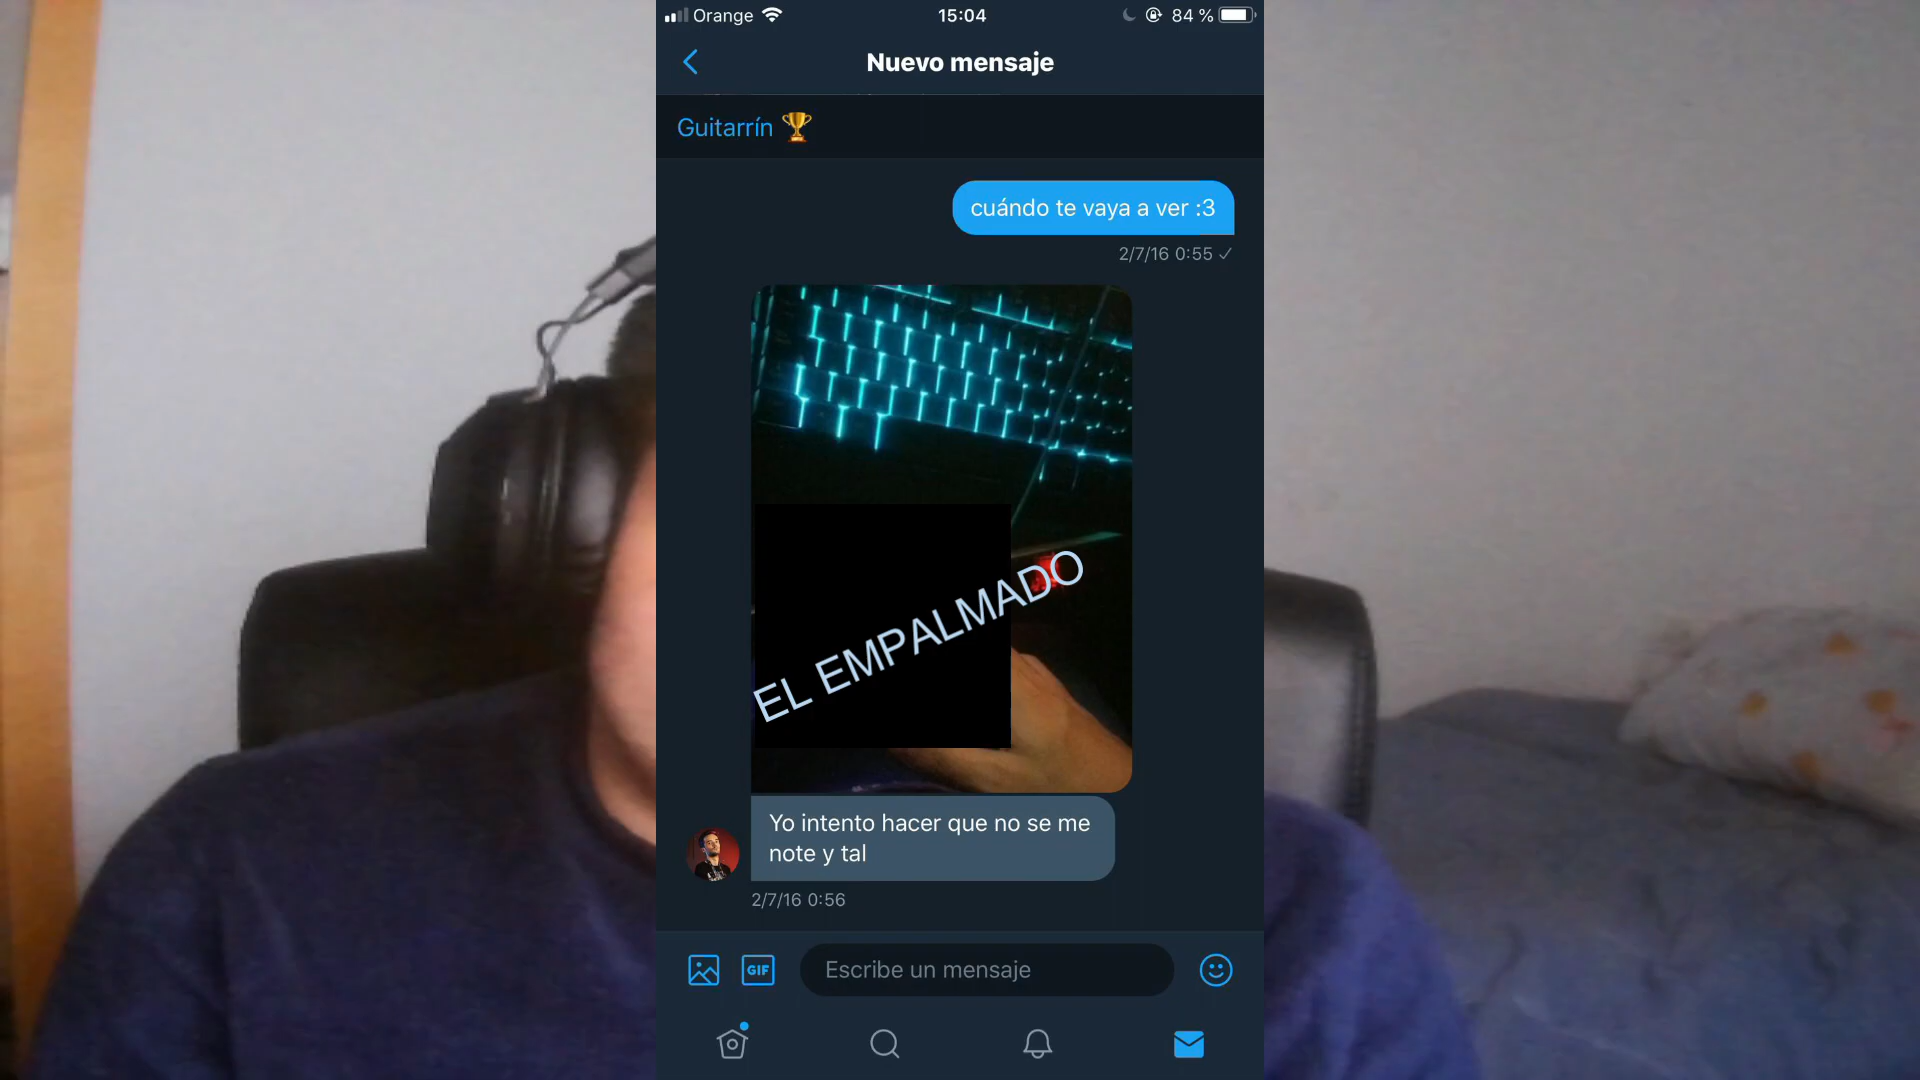 Orange
15:04
84 %
Nuevo mensaje
Guitarrín
cuándo te vaya a ver :3
2/7/16 0:55
EL EMPALMADO
Yo intento hacer que no se me
note y tal
2/7/16 0:56
GIF
Escribe un mensaje